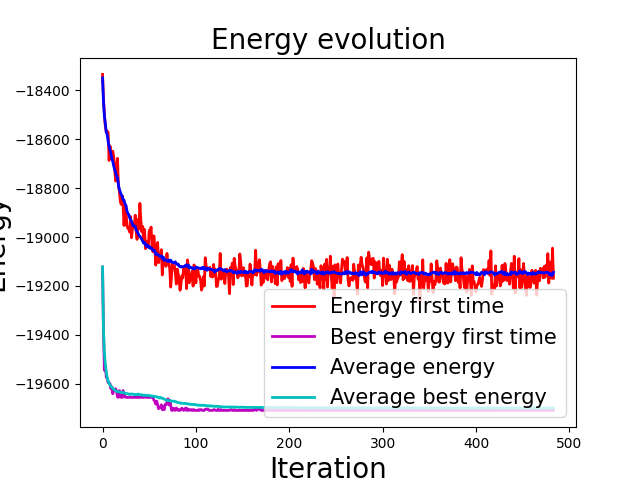 Energy evolution
Energy
−18400
−18600
−18800
−19000
−19200
−19400
−19600
Energy first time
Best energy first time
Average energy
Average best energy
0
100
200
300
400
500
Iteration